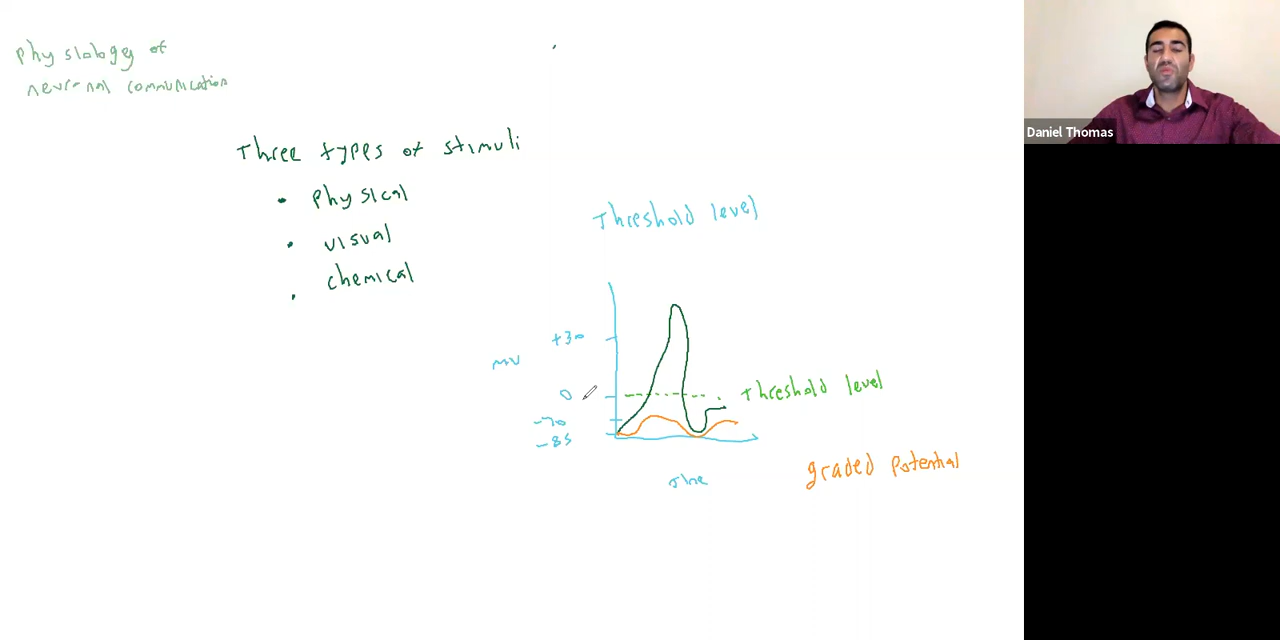 Physiology of
neuronal communication
Three types of stimuli
• physical
• visual
• chemical
Threshold level
+30
mv
0
-70
-85
Threshold level
graded potential
Time
Daniel Thomas